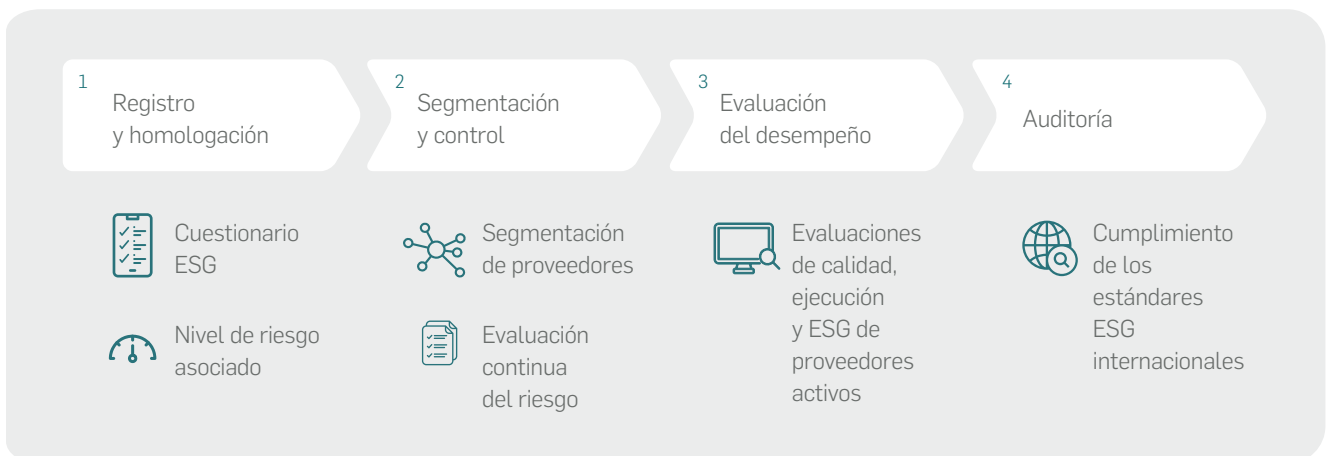 1
Registro
y homologación
2
Segmentación
y control
3
Evaluación
del desempeño
4
Auditoría
Cuestionario
ESG
Nivel de riesgo
asociado
Segmentación
de proveedores
Evaluación
continua
del riesgo
Evaluaciones
de calidad,
ejecución
y ESG de
proveedores
activos
Cumplimiento
de los
estándares
ESG
internacionales